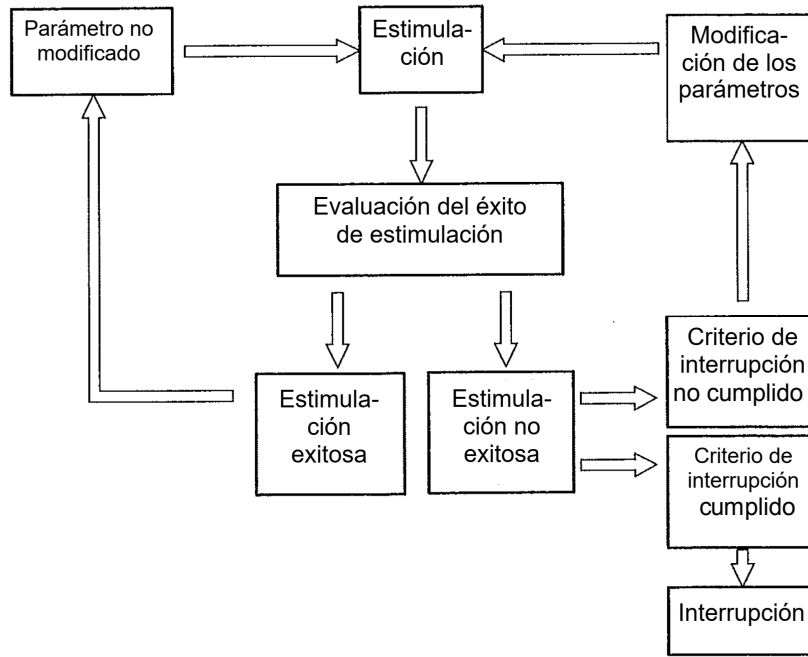 Parámetro no
modificado
Estimula-
ción
Modifica-
ción de los
parámetros
Evaluación del éxito
de estimulación
Estimula-
ción
exitosa
Estimula-
ción no
exitosa
Criterio de
interrupción
no cumplido
Criterio de
interrupción
cumplido
Interrupción